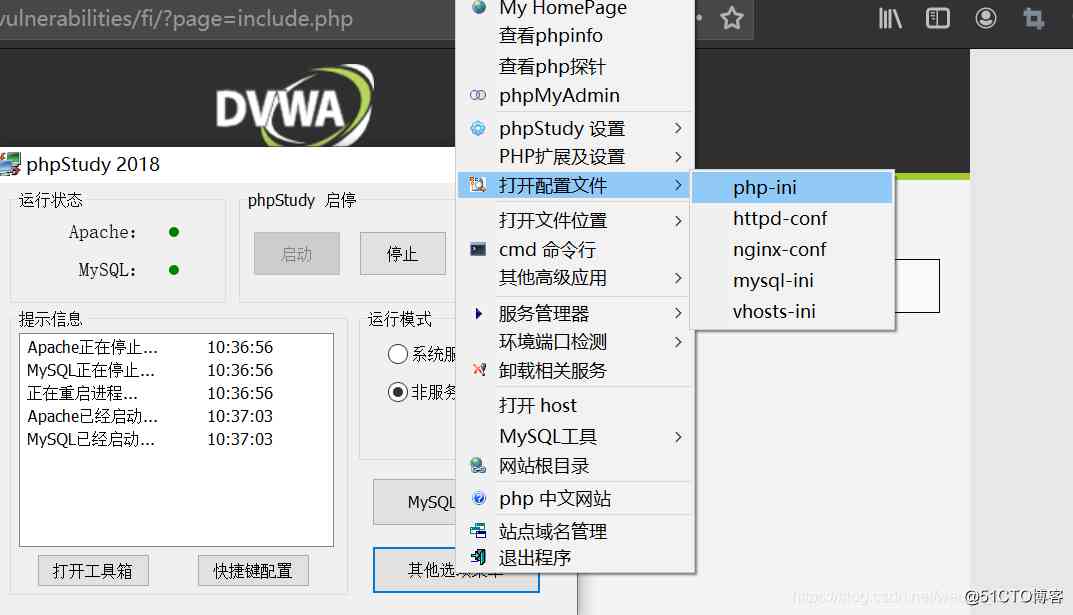 vulnerabilities/fi/?page=include.php
DVWA
phpStudy 2018
运行状态
Apache:
MySQL:
phpStudy 启停
启动
停止
提示信息
Apache正在停止... 10:36:56
MySQL正在停止... 10:36:56
正在重启进程... 10:36:56
Apache已经启动... 10:37:03
MySQL已经启动... 10:37:03
运行模式
系统服
非服务
MySQL
打开工具箱
快捷键配置
其他选项菜单
My HomePage
查看phpinfo
查看php探针
phpMyAdmin
phpStudy 设置
PHP扩展及设置
打开配置文件
打开文件位置
cmd 命令行
其他高级应用
服务管理器
环境端口检测
卸载相关服务
打开 host
MySQL工具
网站根目录
php 中文网站
站点域名管理
退出程序
php-ini
httpd-conf
nginx-conf
mysql-ini
vhosts-ini
@51CTO博客